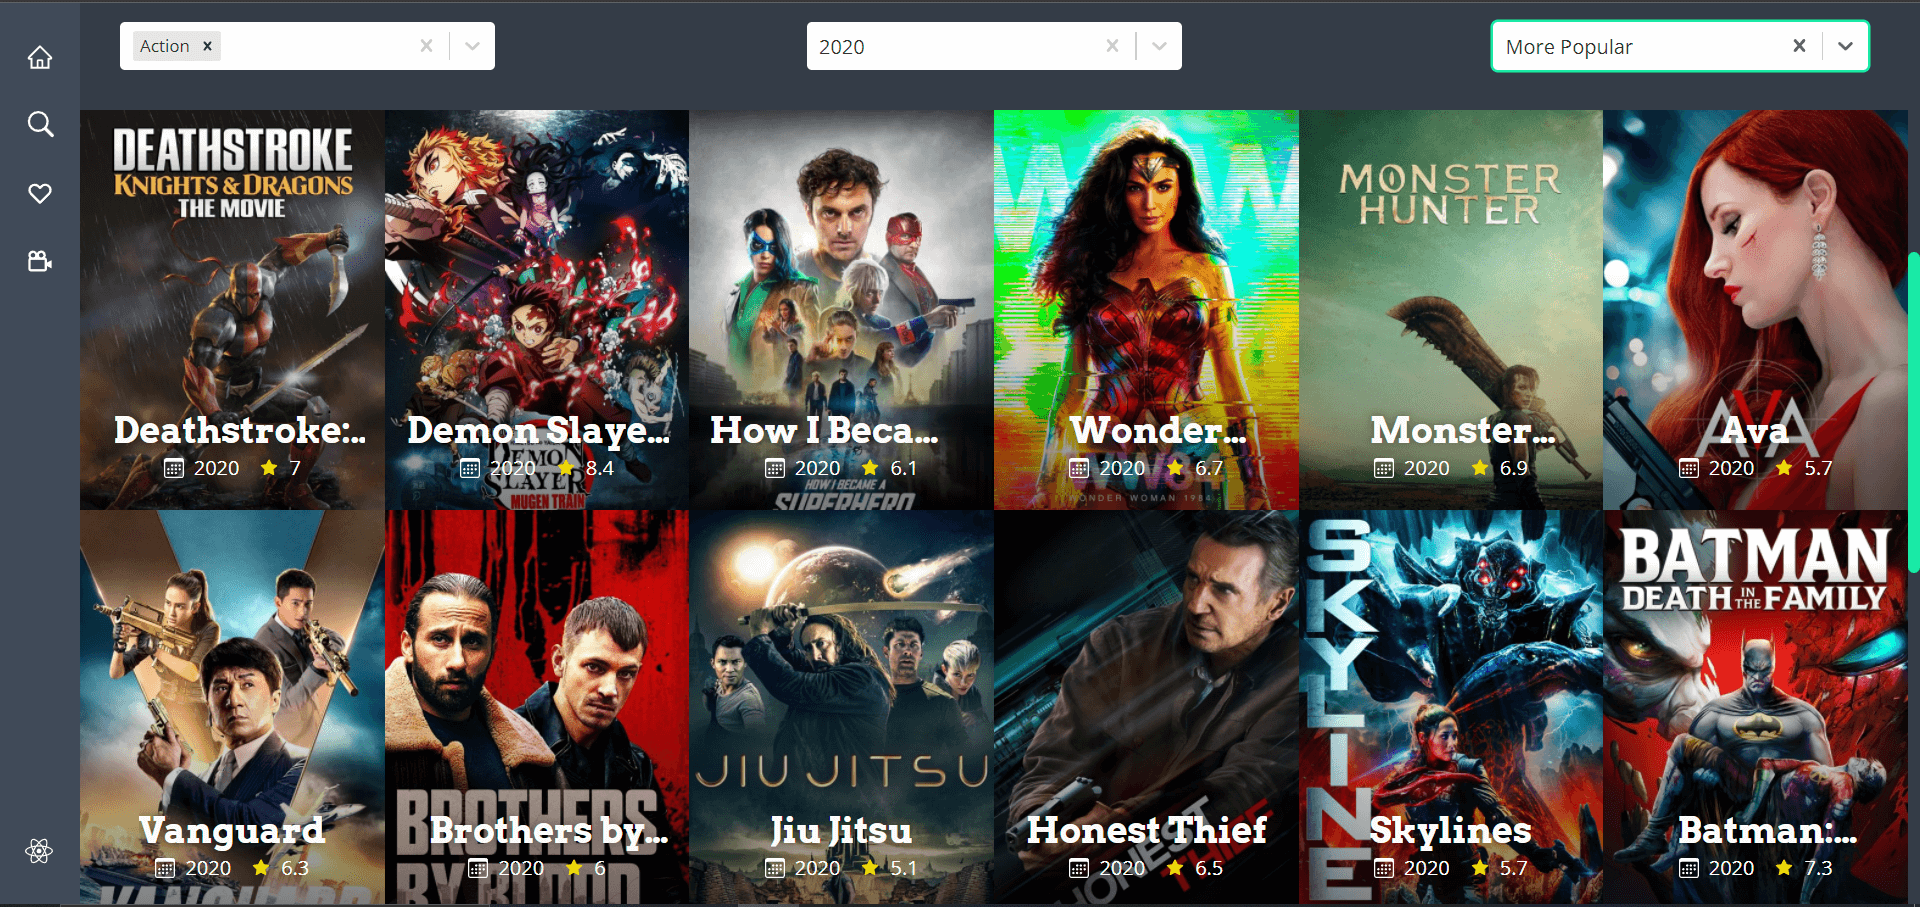 Action
2020
More Popular
DEATHSTROKE
KNIGHTS & DRAGONS
THE MOVIE
Deathstroke:..
2020 7
Demon Slaye...
2020 8.4
DEMON
SLAYER
MUGEN TRAIN
How I Beca...
2020 6.1
HOW I BECAME A
SUPERHERO
WW
Wonder...
2020 6.7
WW84
WONDER WOMAN 1984
MONSTER
HUNTER
Monster...
2020 6.9
AVA
Ava
2020 5.7
Vanguard
2020 6.3
VANGUARD
BROTHERS
Brothers by...
2020 6
BY BLOOD
JIU JITSU
Jiu Jitsu
2020 5.1
Honest Thief
2020 6.5
HONEST
THIEF
SKYLINE
Skylines
2020 5.7
BATMAN
DEATH IN THE FAMILY
Batman:...
2020 7.3